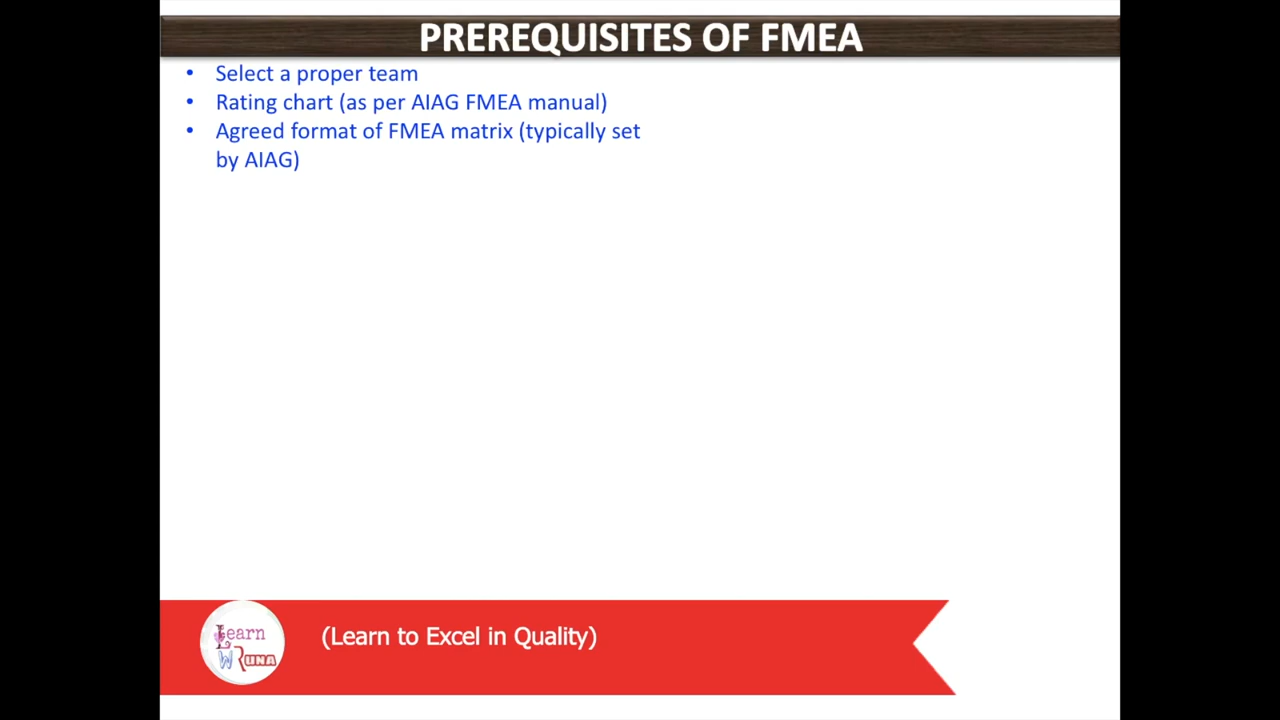 PREREQUISITES OF FMEA
• Select a proper team
• Rating chart (as per AIAG FMEA manual)
• Agreed format of FMEA matrix (typically set
by AIAG)
Learn
W RUNA
(Learn to Excel in Quality)